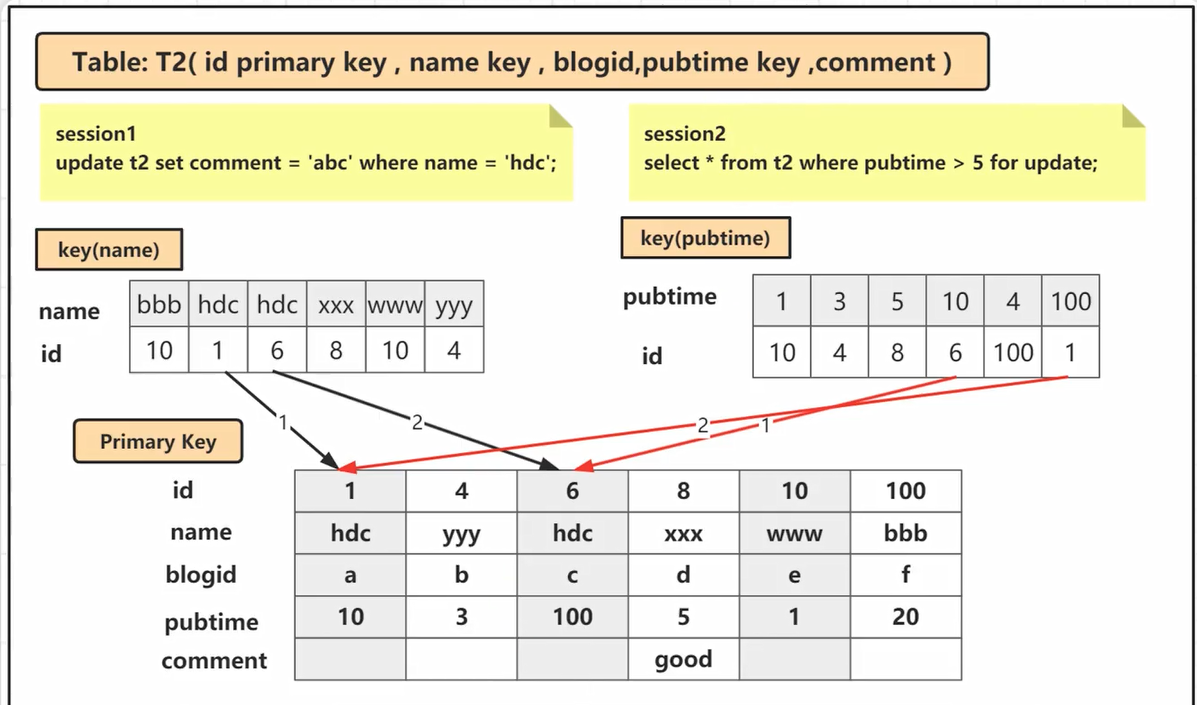 Table: T2( id primary key , name key , blogid,pubtime key ,comment )
session1
update t2 set comment = 'abc' where name = 'hdc';
session2
select * from t2 where pubtime > 5 for update;
key(name)
name bbb hdc hdc xxx www yyy
id 10 1 6 8 10 4
key(pubtime)
pubtime 1 3 5 10 4 100
id 10 4 8 6 100 1
1 2 2 1
Primary Key
id 1 4 6 8 10 100
name hdc yyy hdc xxx www bbb
blogid a b c d e f
pubtime 10 3 100 5 1 20
comment good